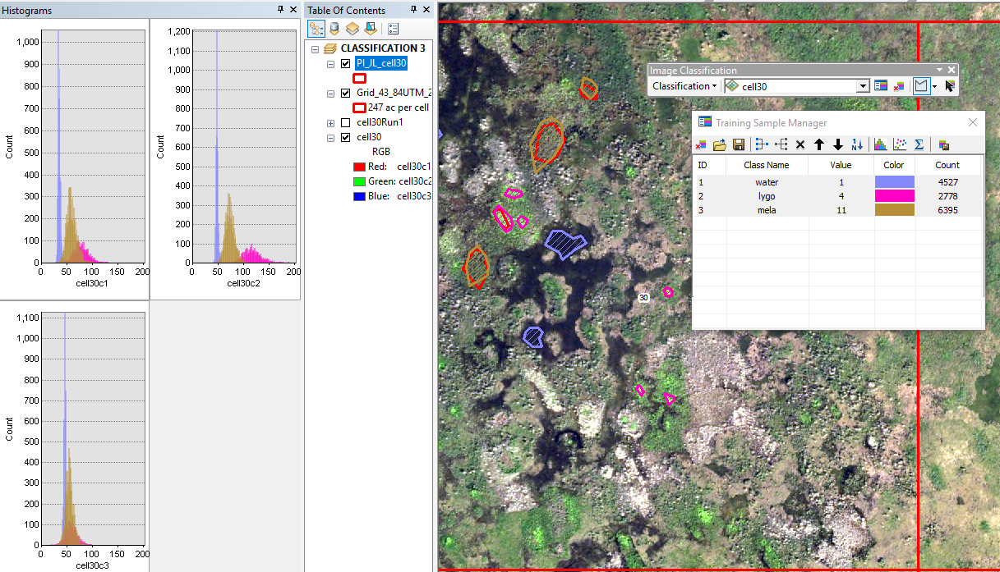 Histograms
1,000
900
800
700
600
500
400
300
200
100
0
Count
0 50 100 150 200
cell30c1
1,200
1,100
1,000
900
800
700
600
500
400
300
200
100
0
Count
0 50 100 150 200
cell30c2
1,100
1,000
900
800
700
600
500
400
300
200
100
0
Count
0 50 100 150 200
cell30c3
Table Of Contents
CLASSIFICATION 3
PI_JL_cell30
Grid_43_84UTM_2
247 ac per cell
cell30Run1
cell30
RGB
Red: cell30c1
Green: cell30c2
Blue: cell30c3
Image Classification
Classification cell30
Training Sample Manager
ID Class Name Value Color Count
1 water 1 4527
2 lygo 4 2778
3 mela 11 6395
30